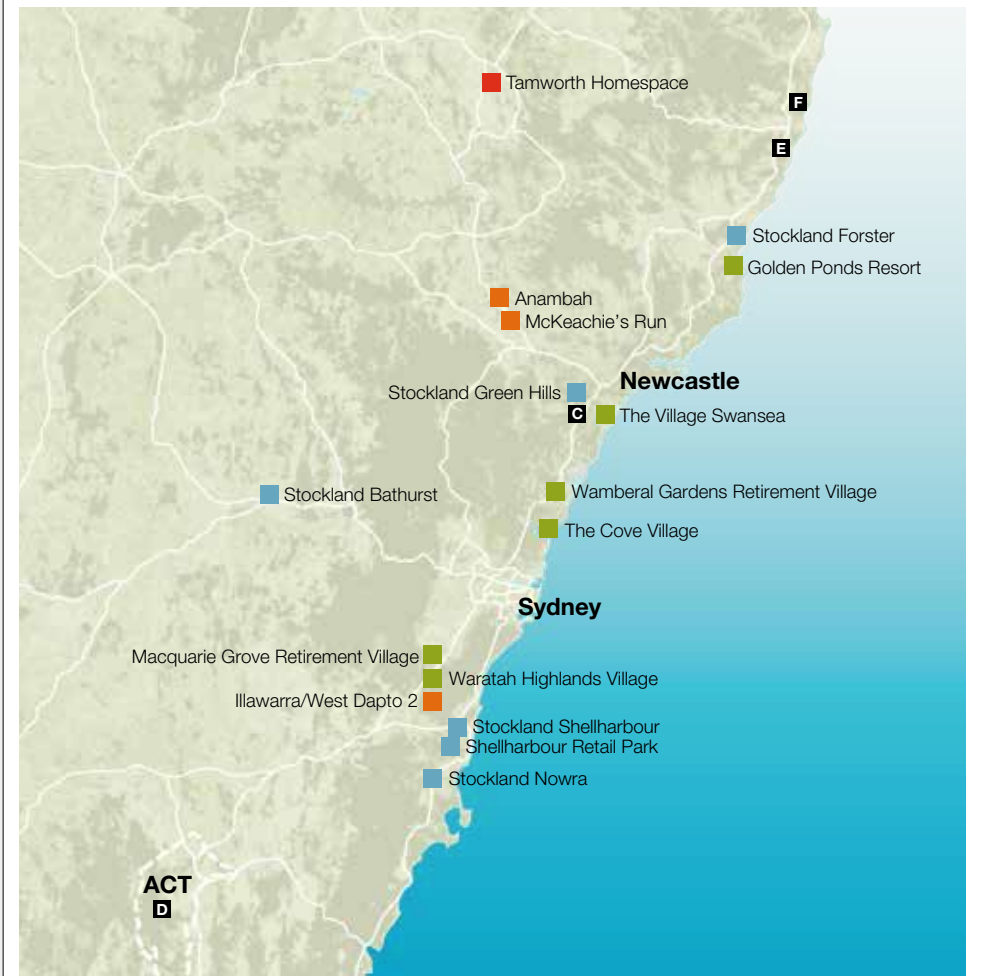 Tamworth Homespace
F
E
Stockland Forster
Golden Ponds Resort
Anambah
McKeachie's Run
Newcastle
Stockland Green Hills
C
The Village Swansea
Wamberal Gardens Retirement Village
Stockland Bathurst
The Cove Village
Sydney
Macquarie Grove Retirement Village
Waratah Highlands Village
Illawarra/West Dapto 2
Stockland Shellharbour
Shellharbour Retail Park
Stockland Nowra
ACT
D